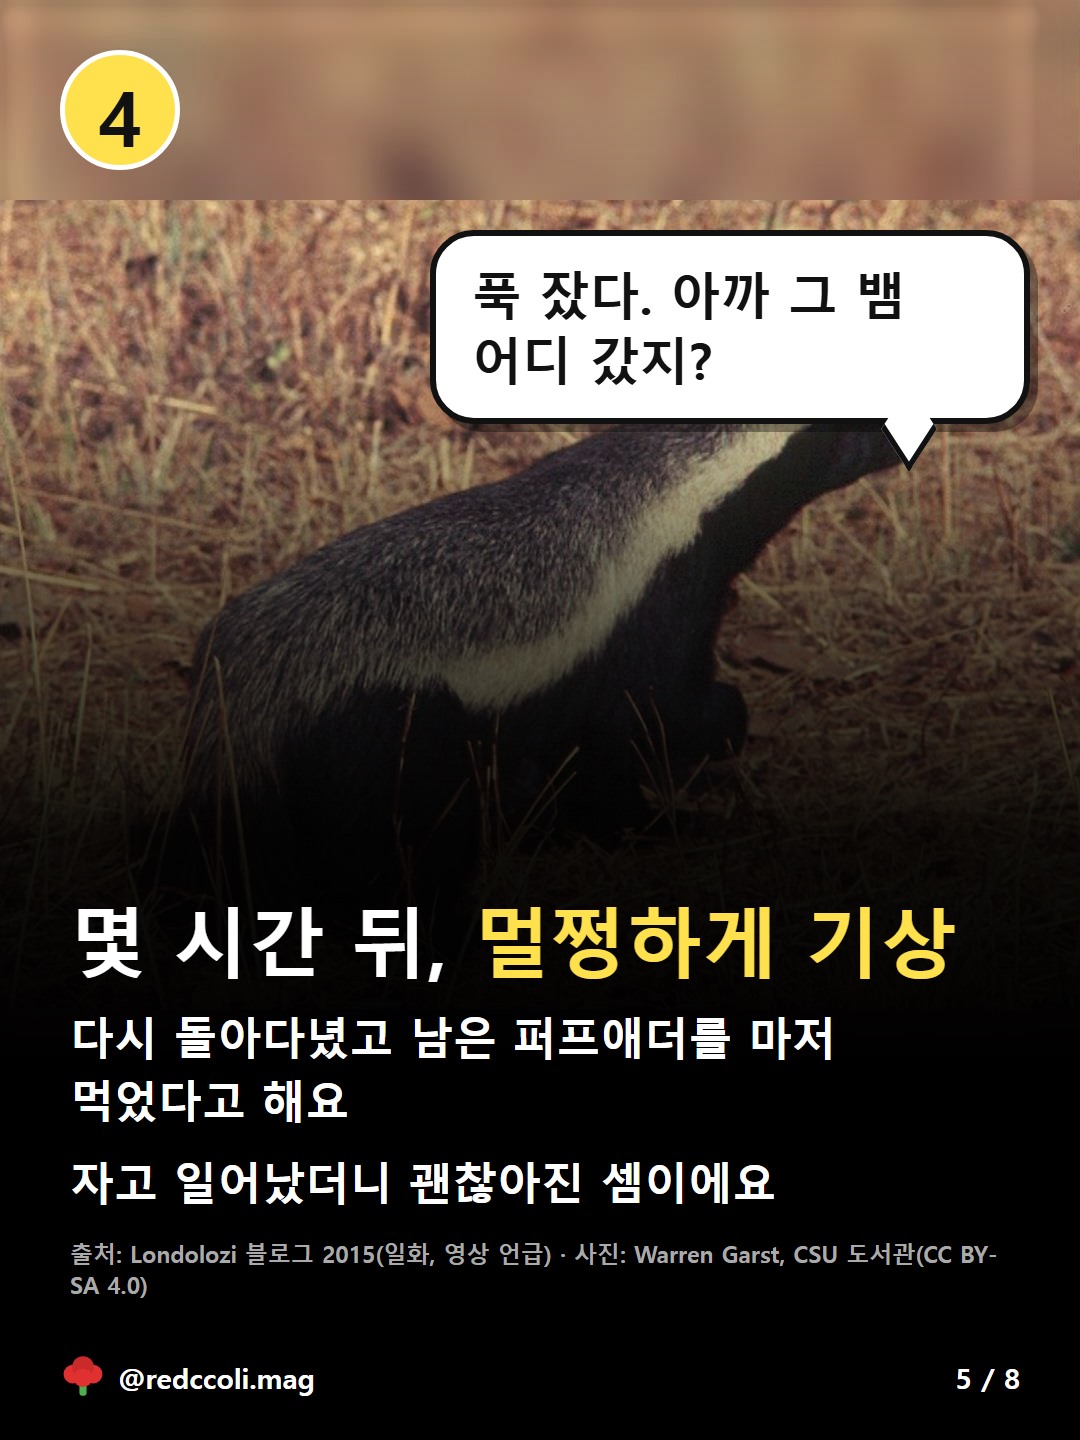 4
푹 잤다. 아까 그 뱀
어디 갔지?
몇 시간 뒤, 멀쩡하게 기상
다시 돌아다녔고 남은 퍼프애더를 마저
먹었다고 해요
자고 일어났더니 괜찮아진 셈이에요
출처: Londolozi 블로그 2015(일화, 영상 언급) · 사진: Warren Garst, CSU 도서관(CC BY-
SA 4.0)
@redccoli.mag
5 / 8